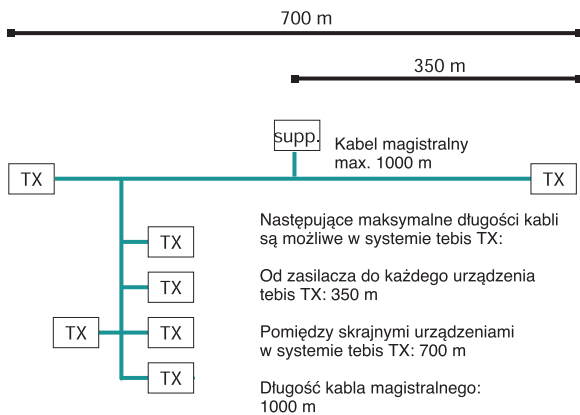 700 m
350 m
supp.
Kabel magistralny
max. 1000 m
TX
TX
Następujące maksymalne długości kabli
są możliwe w systemie tebis TX:
TX
Od zasilacza do każdego urządzenia
tebis TX: 350 m
TX
TX
TX
Pomiędzy skrajnymi urządzeniami
w systemie tebis TX: 700 m
TX
Długość kabla magistralnego:
1000 m